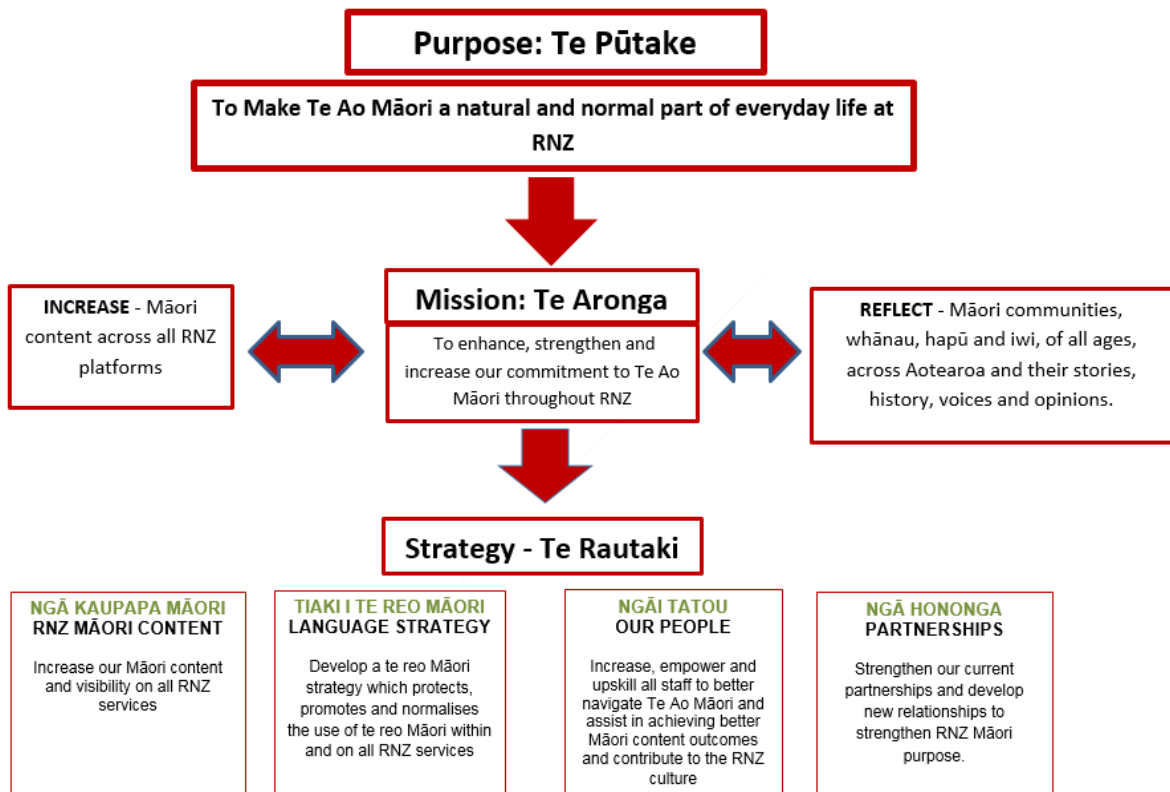 Purpose: Te Pūtake
To Make Te Ao Māori a natural and normal part of everyday life at
RNZ
INCREASE - Māori
content across all RNZ
platforms
Mission: Te Aronga
To enhance, strengthen and
increase our commitment to Te Ao
Māori throughout RNZ
REFLECT - Māori communities,
whānau, hapū and iwi, of all ages,
across Aotearoa and their stories,
history, voices and opinions.
Strategy - Te Rautaki
NGĀ KAUPAPA MĀORI
RNZ MĀORI CONTENT
Increase our Māori content
and visibility on all RNZ
services
TIAKI I TE REO MĀORI
LANGUAGE STRATEGY
Develop a te reo Māori
strategy which protects,
promotes and normalises
the use of te reo Māori within
and on all RNZ services
NGĀI TATOU
OUR PEOPLE
Increase, empower and
upskill all staff to better
navigate Te Ao Māori and
assist in achieving better
Māori content outcomes
and contribute to the RNZ
culture
NGĀ HONONGA
PARTNERSHIPS
Strengthen our current
partnerships and develop
new relationships to
strengthen RNZ Māori
purpose.